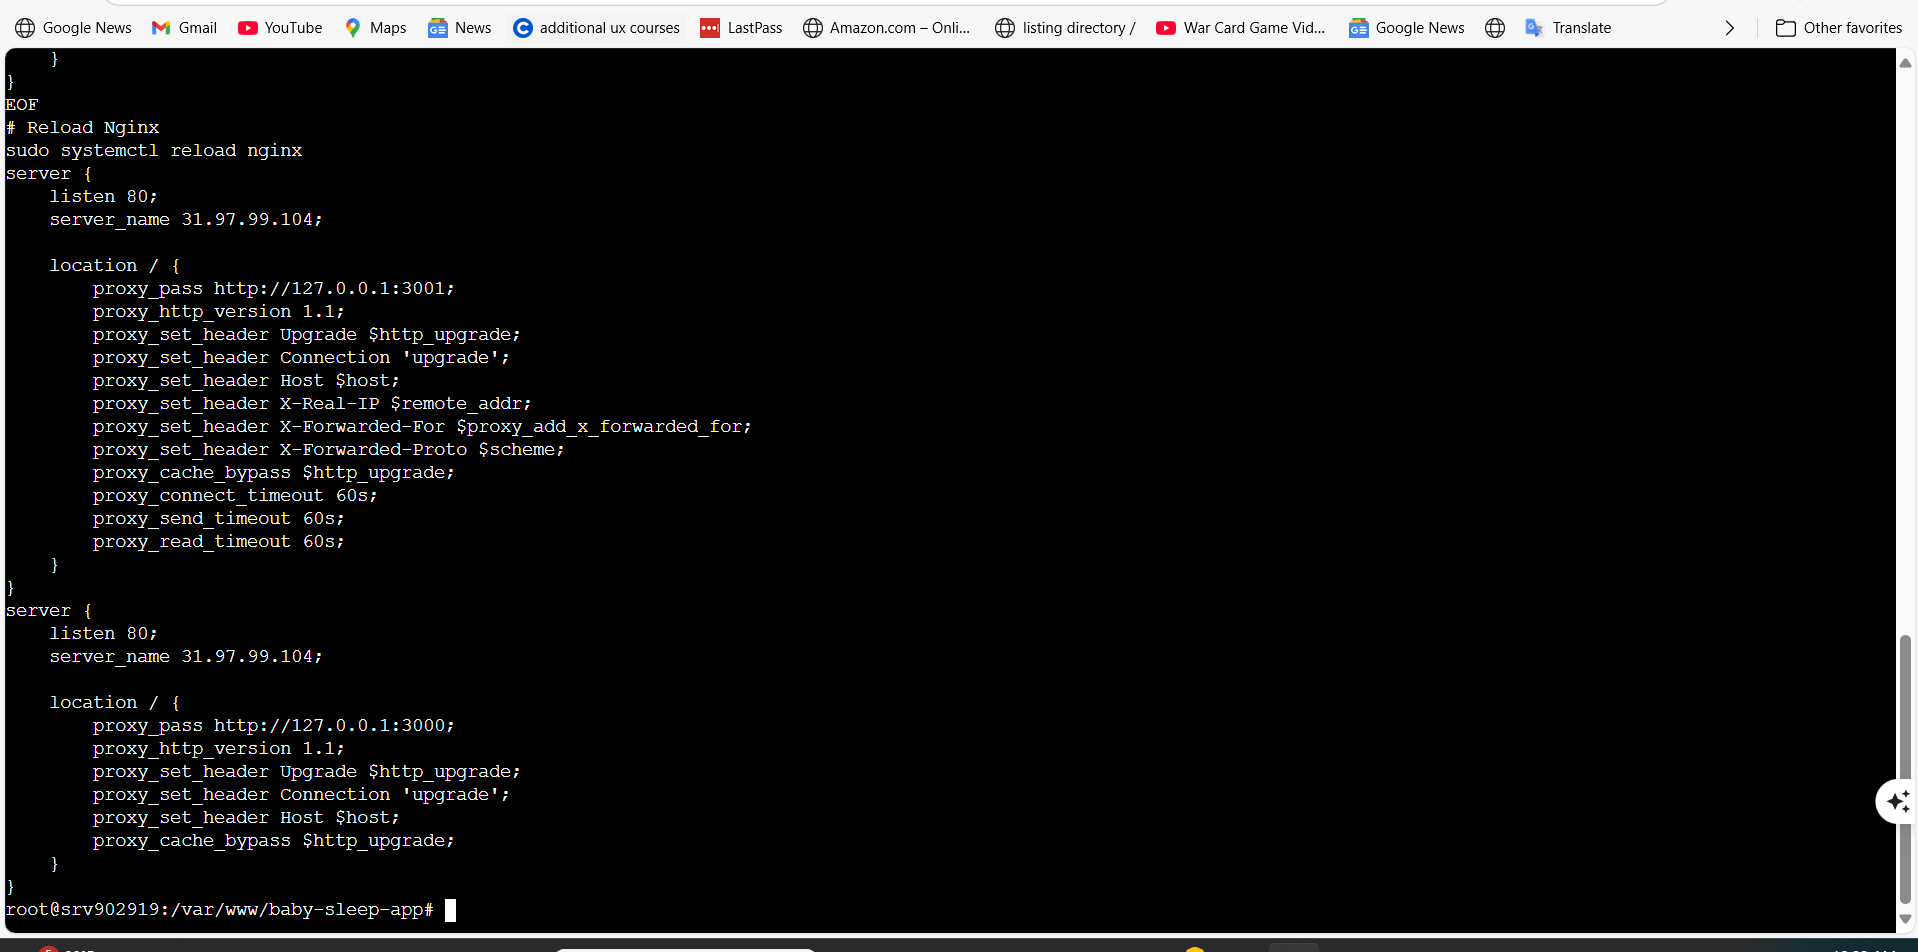 Google News Gmail YouTube Maps News additional ux courses LastPass Amazon.com – Onli... listing directory / War Card Game Vid... Google News Translate Other favorites
    }
}
EOF
# Reload Nginx
sudo systemctl reload nginx
server {
    listen 80;
    server_name 31.97.99.104;

    location / {
        proxy_pass http://127.0.0.1:3001;
        proxy_http_version 1.1;
        proxy_set_header Upgrade $http_upgrade;
        proxy_set_header Connection 'upgrade';
        proxy_set_header Host $host;
        proxy_set_header X-Real-IP $remote_addr;
        proxy_set_header X-Forwarded-For $proxy_add_x_forwarded_for;
        proxy_set_header X-Forwarded-Proto $scheme;
        proxy_cache_bypass $http_upgrade;
        proxy_connect_timeout 60s;
        proxy_send_timeout 60s;
        proxy_read_timeout 60s;
    }
}
server {
    listen 80;
    server_name 31.97.99.104;

    location / {
        proxy_pass http://127.0.0.1:3000;
        proxy_http_version 1.1;
        proxy_set_header Upgrade $http_upgrade;
        proxy_set_header Connection 'upgrade';
        proxy_set_header Host $host;
        proxy_cache_bypass $http_upgrade;
    }
}
root@srv902919:/var/www/baby-sleep-app#